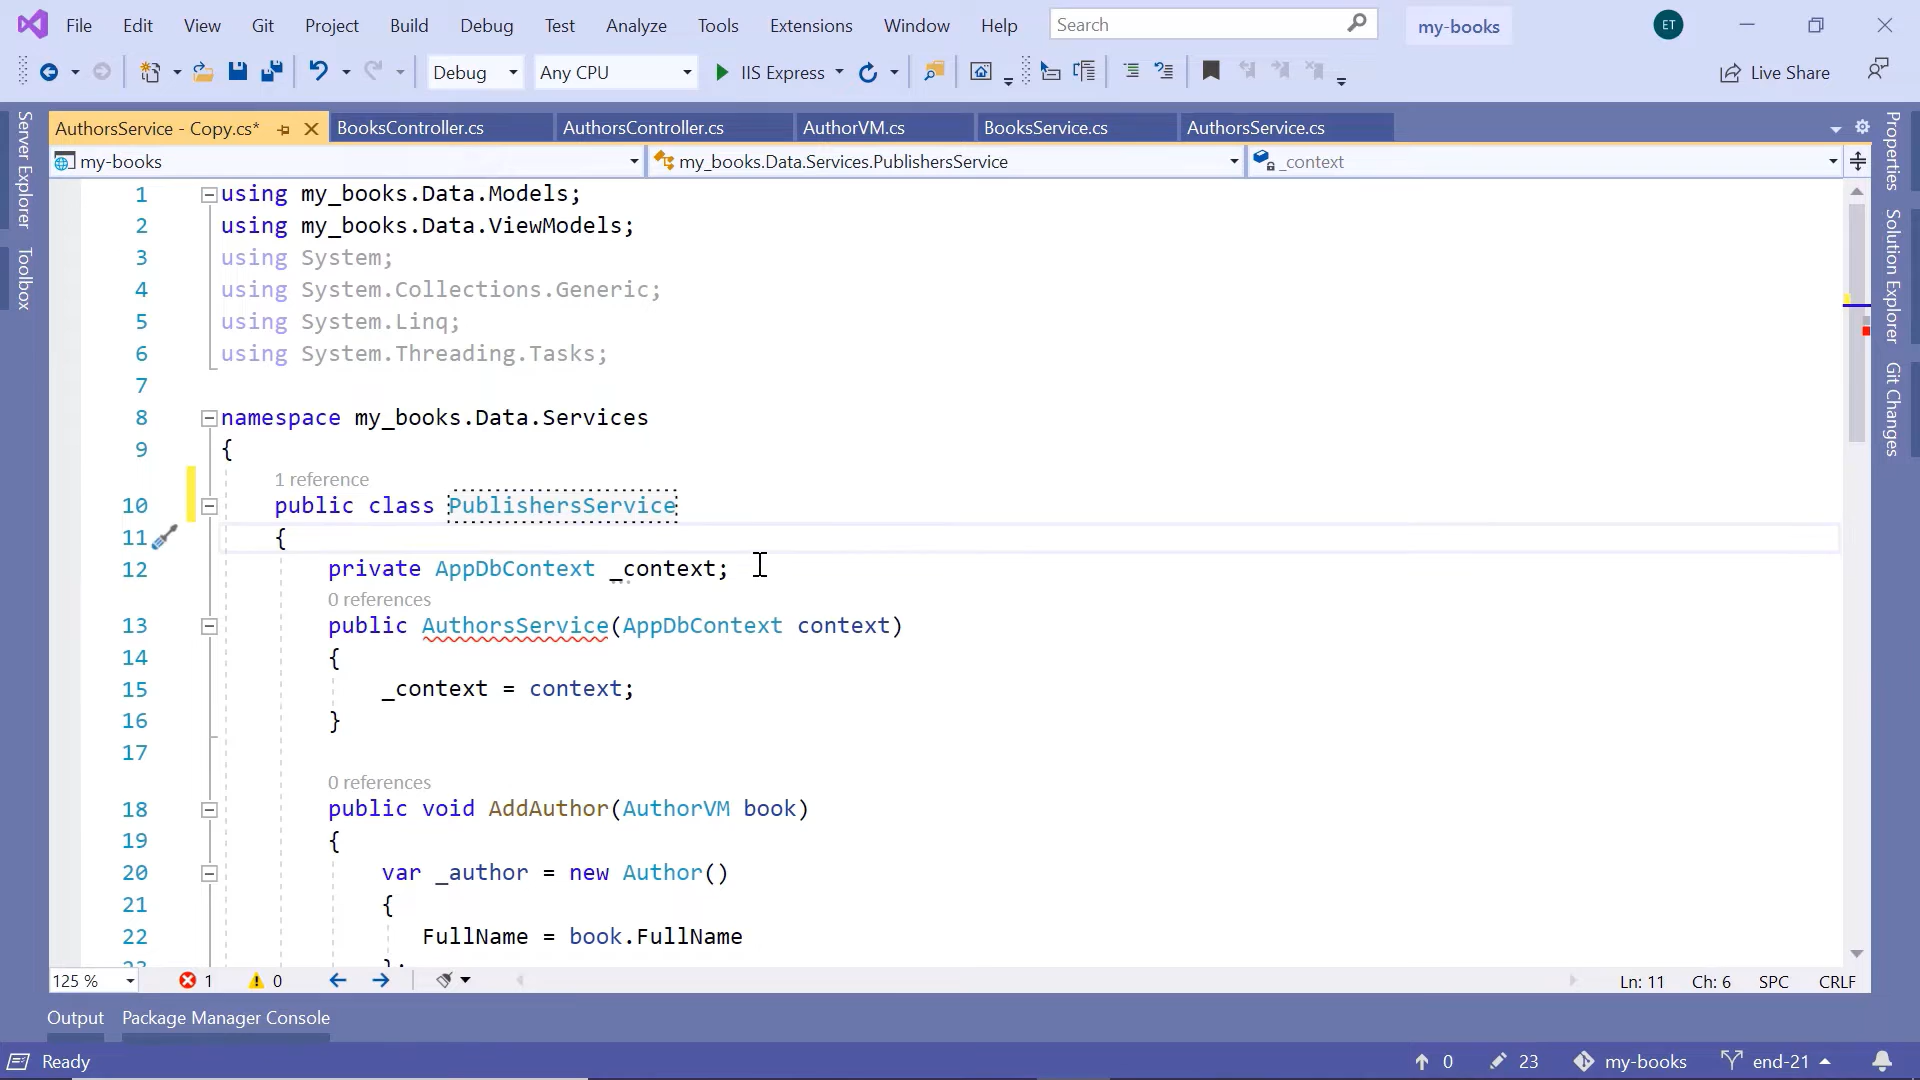 File Edit View Git Project Build Debug Test Analyze Tools Extensions Window Help Search my-books ET
Debug Any CPU IIS Express Live Share
AuthorsService - Copy.cs* BooksController.cs AuthorsController.cs AuthorVM.cs BooksService.cs AuthorsService.cs
my-books my_books.Data.Services.PublishersService _context
Server Explorer
Toolbox
Properties
Solution Explorer
Git Changes
1 using my_books.Data.Models;
2 using my_books.Data.ViewModels;
3 using System;
4 using System.Collections.Generic;
5 using System.Linq;
6 using System.Threading.Tasks;
7
8 namespace my_books.Data.Services
9 {
1 reference
10 public class PublishersService
11 {
12 private AppDbContext _context;
0 references
13 public AuthorsService(AppDbContext context)
14 {
15 _context = context;
16 }
17
0 references
18 public void AddAuthor(AuthorVM book)
19 {
20 var _author = new Author()
21 {
22 FullName = book.FullName
23 };
125 % 1 0 Ln: 11 Ch: 6 SPC CRLF
Output Package Manager Console
Ready 0 23 my-books end-21